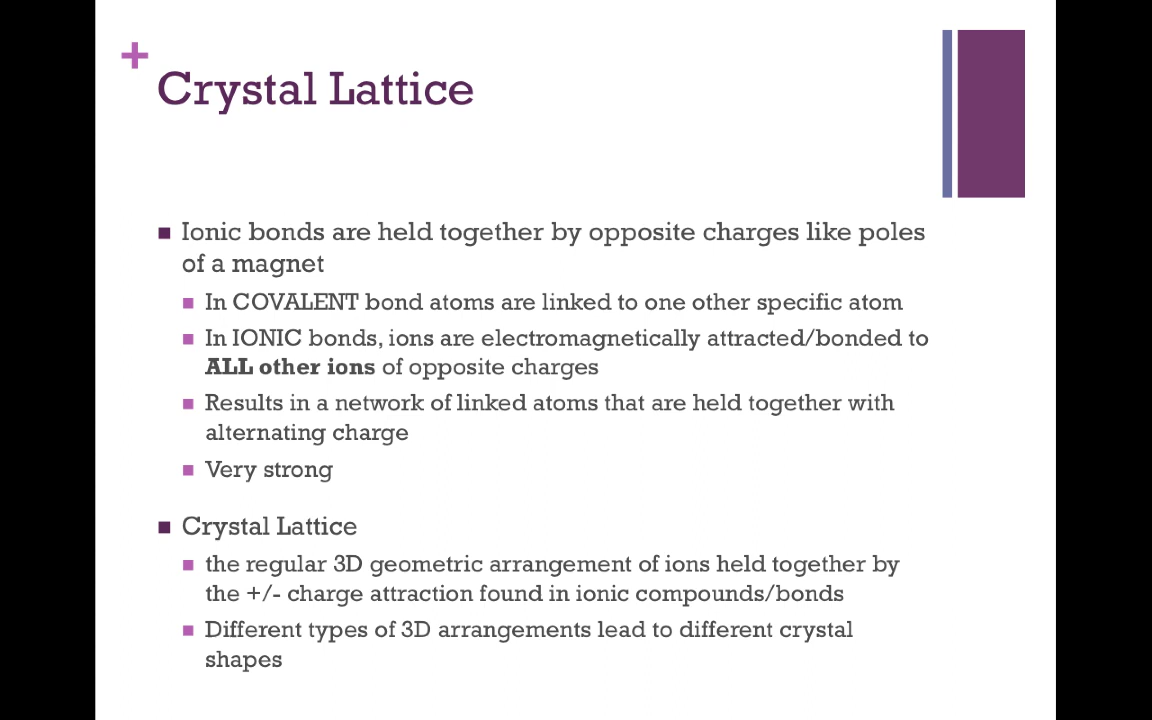 +
Crystal Lattice
■ Ionic bonds are held together by opposite charges like poles
of a magnet
■ In COVALENT bond atoms are linked to one other specific atom
■ In IONIC bonds, ions are electromagnetically attracted/bonded to
ALL other ions of opposite charges
■ Results in a network of linked atoms that are held together with
alternating charge
■ Very strong
■ Crystal Lattice
■ the regular 3D geometric arrangement of ions held together by
the +/- charge attraction found in ionic compounds/bonds
■ Different types of 3D arrangements lead to different crystal
shapes